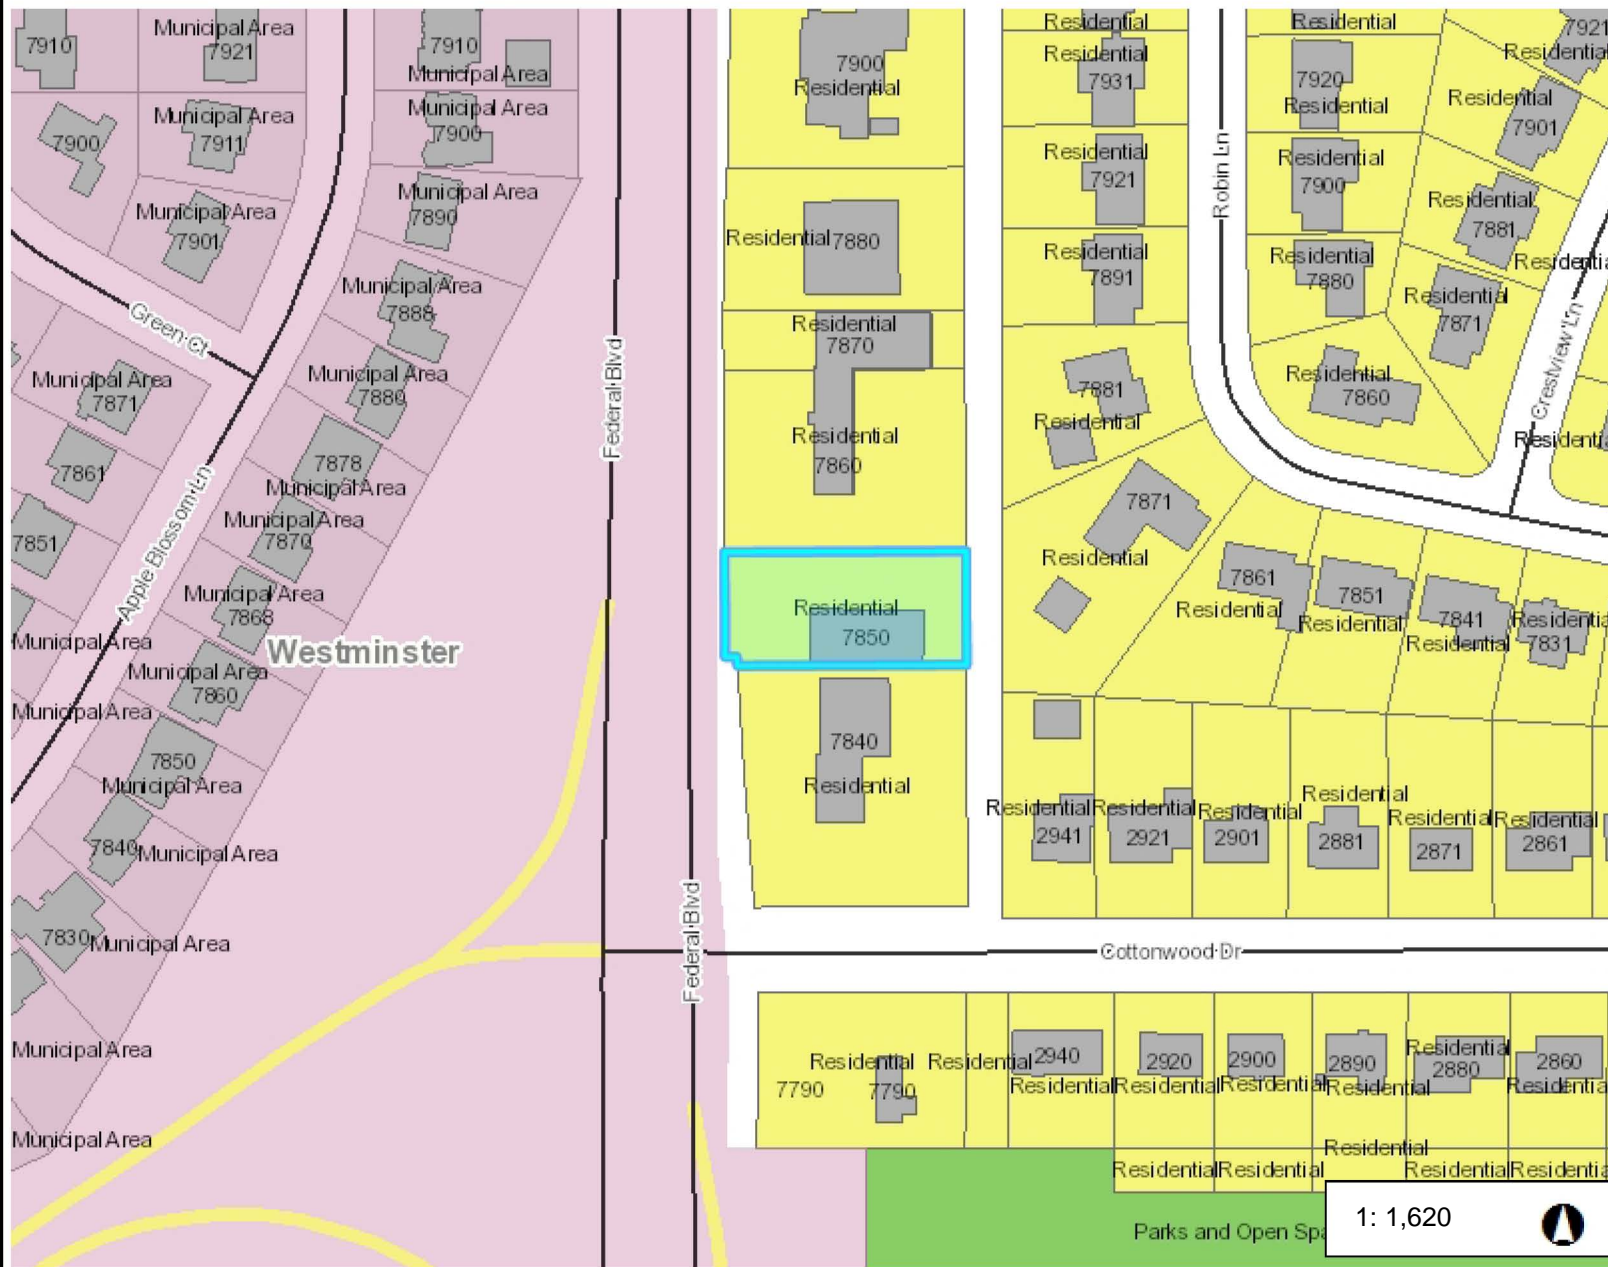 7910
Municipal Area
7921
7910
Municipal Area
7900
Municipal Area
7911
Municipal Area
7900
Municipal Area
7901
Municipal Area
7890
Municipal Area
7888
Green Ct
Municipal Area
7871
Municipal Area
7880
7861
7878
Municipal Area
Municipal Area
7870
7851
Apple Blossom Ln
Municipal Area
7868
Municipal Area
Westminster
Municipal Area
7860
Municipal Area
7850
Municipal Area
7840
Municipal Area
7830
Municipal Area
Municipal Area
Municipal Area
Federal Blvd
Federal Blvd
7900
Residential
Residential
7880
Residential
7870
Residential
7860
Residential
7850
7840
Residential
Residential
Residential
7931
Residential
7921
Residential
7891
7881
Residential
7871
Residential
Robin Ln
Residential
7920
Residential
Residential
7900
Residential
7880
Residential
7860
7921
Residential
Residential
7901
Residential
7881
Residential
Residential
7871
Crestview Ln
Residential
7861
Residential
7851
Residential
7841
Residential
Residential
7831
Residential
2941
Residential
2921
Residential
2901
Residential
2881
Residential
2871
Residential
2861
Cottonwood Dr
Residential
7790
7790
Residential
2940
Residential
2920
Residential
2900
Residential
2890
Residential
Residential
2880
2860
Residential
Residential
Residential
Residential
Residential
Residential
Parks and Open Spa
1: 1,620